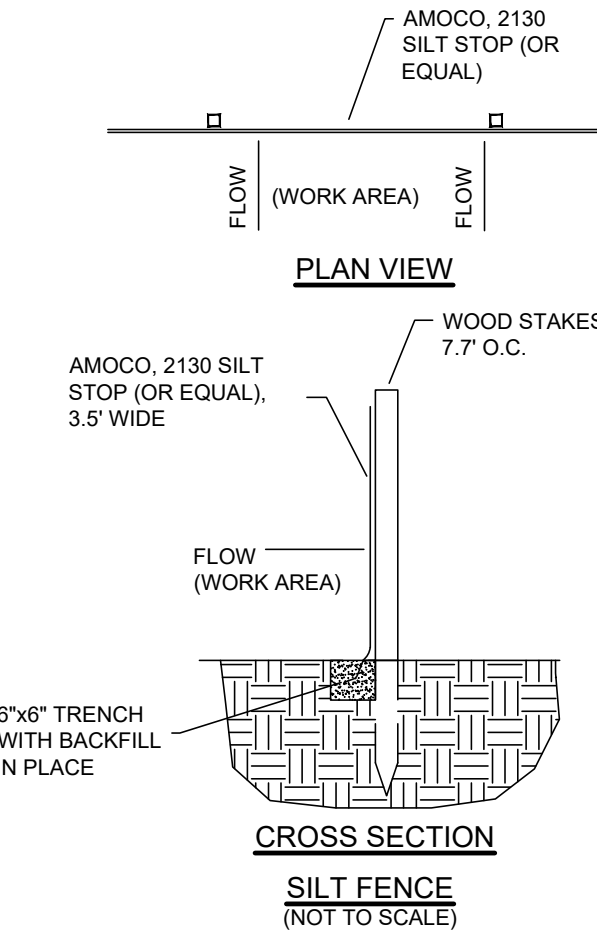 AMOCO, 2130
SILT STOP (OR
EQUAL)
FLOW
(WORK AREA)
FLOW
PLAN VIEW
WOOD STAKES
7.7' O.C.
AMOCO, 2130 SILT
STOP (OR EQUAL),
3.5' WIDE
FLOW
(WORK AREA)
6"x6" TRENCH
WITH BACKFILL
IN PLACE
CROSS SECTION
SILT FENCE
(NOT TO SCALE)